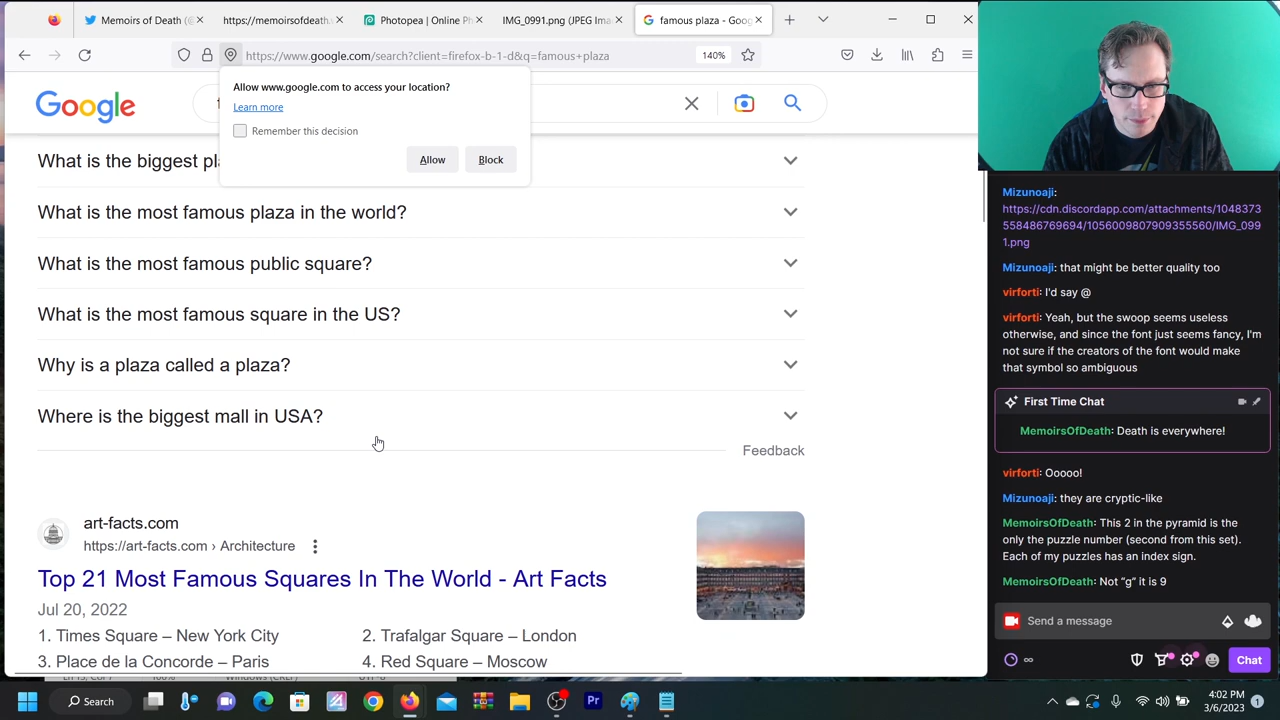 Memoirs of Death (@
https://memoirsofdeath.
Photopea | Online Ph
IMG_0991.png (JPEG Ima
famous plaza - Goog
https://www.google.com/search?client=firefox-b-1-d&q=famous+plaza
140%
Allow www.google.com to access your location?
Learn more
Remember this decision
Allow
Block
Google
What is the biggest pl
What is the most famous plaza in the world?
What is the most famous public square?
What is the most famous square in the US?
Why is a plaza called a plaza?
Where is the biggest mall in USA?
Feedback
art-facts.com
https://art-facts.com › Architecture
Top 21 Most Famous Squares In The World - Art Facts
Jul 20, 2022
1. Times Square – New York City
2. Trafalgar Square – London
3. Place de la Concorde – Paris
4. Red Square – Moscow
Mizunoaji:
https://cdn.discordapp.com/attachments/1048373
558486769694/1056009807909355560/IMG_099
1.png
Mizunoaji: that might be better quality too
virforti: I'd say @
virforti: Yeah, but the swoop seems useless
otherwise, and since the font just seems fancy, I'm
not sure if the creators of the font would make
that symbol so ambiguous
First Time Chat
MemoirsOfDeath: Death is everywhere!
virforti: Ooooo!
Mizunoaji: they are cryptic-like
MemoirsOfDeath: This 2 in the pyramid is the
only the puzzle number (second from this set).
Each of my puzzles has an index sign.
MemoirsOfDeath: Not “g” it is 9
Send a message
Chat
Search
Pr
4:02 PM
3/6/2023
1